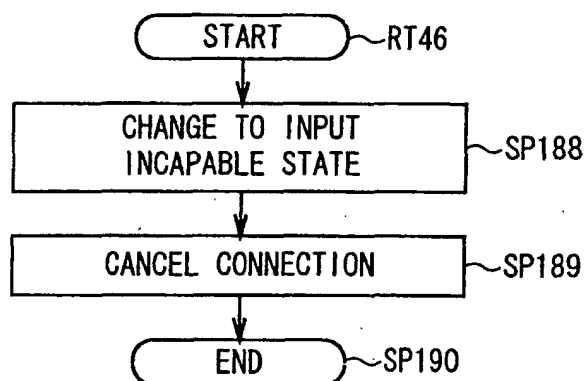 START RT46
CHANGE TO INPUT
INCAPABLE STATE SP188
CANCEL CONNECTION SP189
END SP190